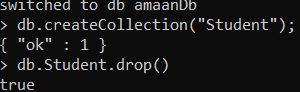 switched to db amaanDb
> db.createCollection("Student");
{ "ok" : 1 }
> db.Student.drop()
true